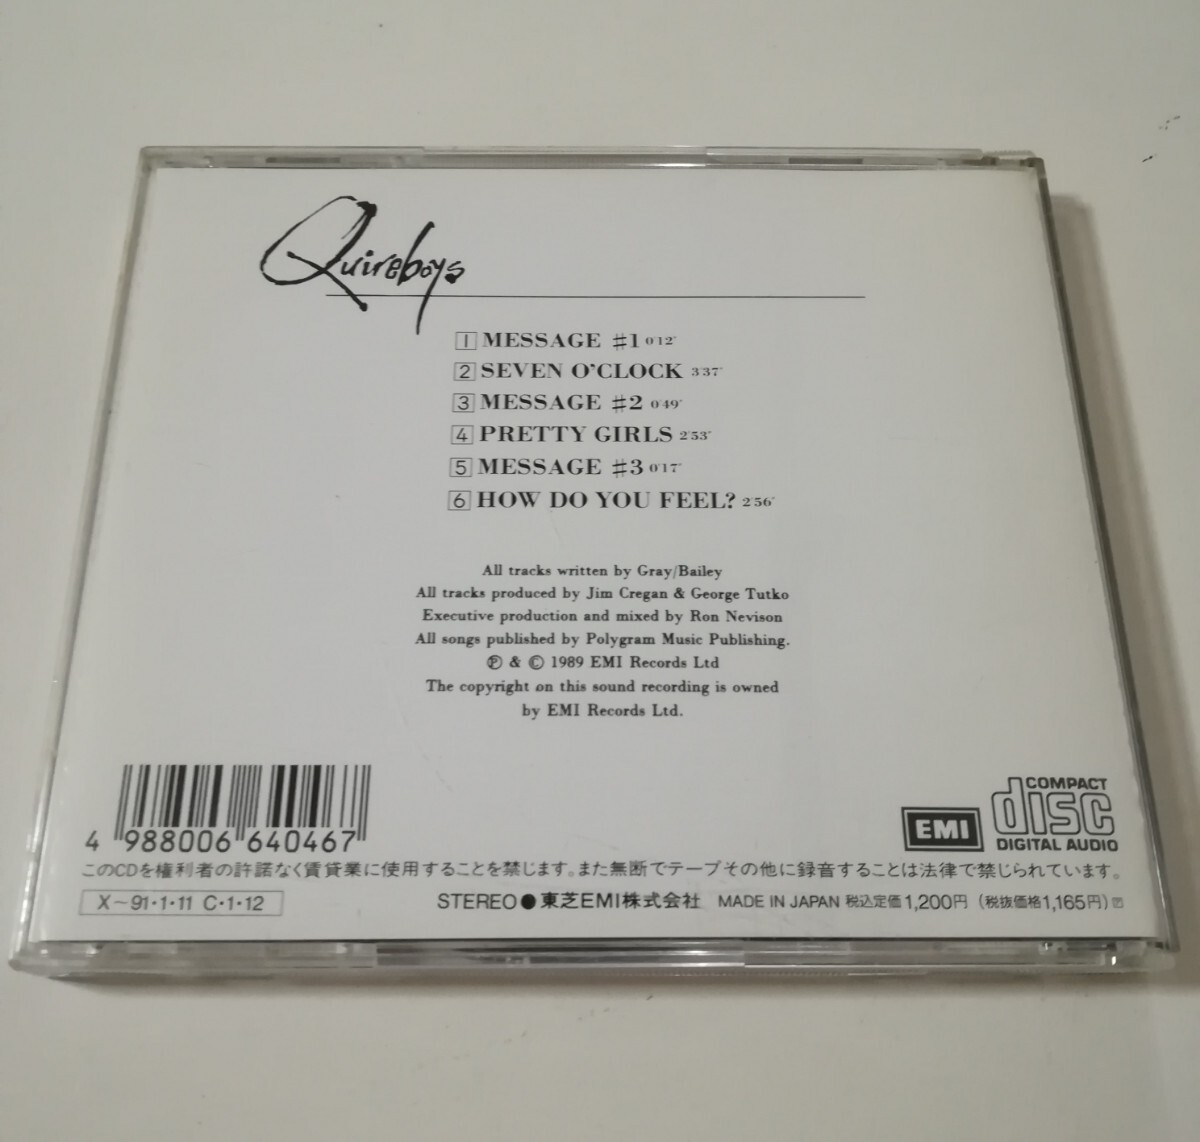 Quireboys
1 MESSAGE ♯1 0'12"
2 SEVEN O'CLOCK 3'37"
3 MESSAGE ♯2 0'49"
4 PRETTY GIRLS 2'53"
5 MESSAGE ♯3 0'17"
6 HOW DO YOU FEEL? 2'56"
All tracks written by Gray/Bailey
All tracks produced by Jim Cregan & George Tutko
Executive production and mixed by Ron Nevison
All songs published by Polygram Music Publishing.
Ⓟ & © 1989 EMI Records Ltd
The copyright on this sound recording is owned
by EMI Records Ltd.
4 988006 640467
EMI
COMPACT
disc
DIGITAL AUDIO
このCDを権利者の許諾なく賃貸業に使用することを禁じます。また無断でテープその他に録音することは法律で禁じられています。
X〜91・1・11 C・1・12
STEREO●東芝EMI株式会社 MADE IN JAPAN 税込定価1,200円 (税抜価格1,165円)